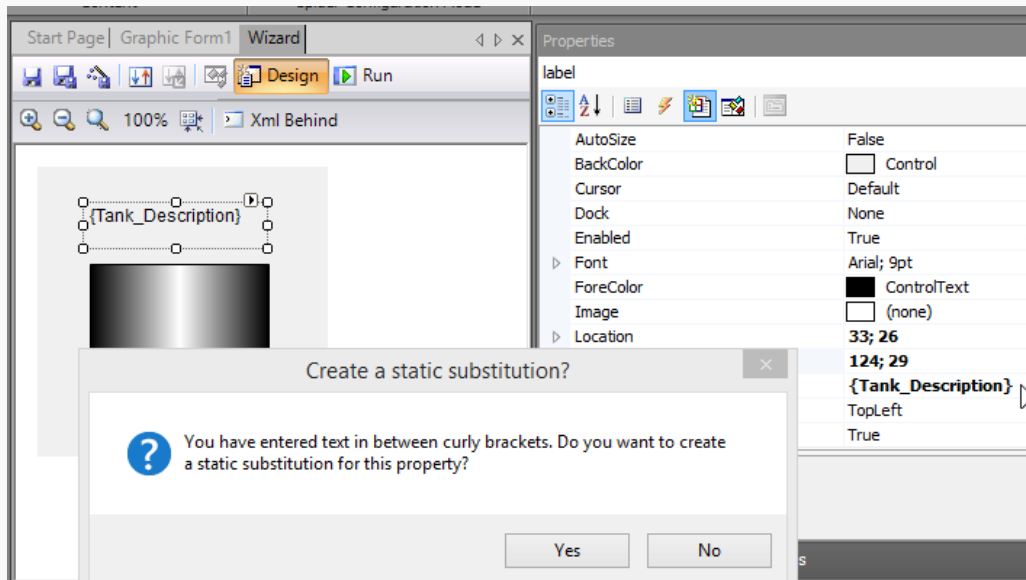 Start Page Graphic Form1 Wizard
Properties
Design Run
label
100% Xml Behind
AutoSize False
BackColor Control
Cursor Default
Dock None
Enabled True
Font Arial; 9pt
ForeColor ControlText
Image (none)
Location 33; 26
124; 29
{Tank_Description}
TopLeft
True
{Tank_Description}
Create a static substitution?
You have entered text in between curly brackets. Do you want to create
a static substitution for this property?
Yes No
s